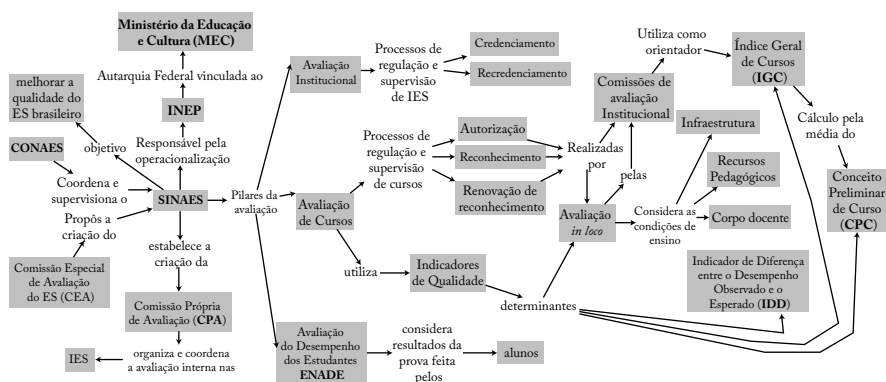 Ministério da Educação
e Cultura (MEC)
Autarquia Federal vinculada ao
INEP
Responsável pela
operacionalização
melhorar a
qualidade do
ES brasileiro
objetivo
CONAES
Coordena e
supervisiona o
SINAES
Propôs a
criação do
Comissão Especial
de Avaliação
do ES (CEA)
estabelece a
criação da
Comissão Própria
de Avaliação (CPA)
organiza e coordena
a avaliação interna nas
IES
Pilares da
avaliação
Avaliação
Institucional
Processos de
regulação e
supervisão
de IES
Credenciamento
Recredenciamento
Avaliação
de Cursos
Processos de
regulação e
supervisão
de cursos
Autorização
Reconhecimento
Renovação de
reconhecimento
Realizadas
por
Comissões de
avaliação
Institucional
Utiliza como
orientador
Índice Geral
de Cursos
(IGC)
Cálculo pela
média do
Conceito
Preliminar
de Curso
(CPC)
pelas
Avaliação
in loco
Considera as
condições de
ensino
Infraestrutura
Recursos
Pedagógicos
Corpo docente
utiliza
Indicadores
de Qualidade
determinantes
Indicador de Diferença
entre o Desempenho
Observado e o
Esperado (IDD)
Avaliação
do Desempenho
dos Estudantes
ENADE
considera
resultados da
prova feita
pelos
alunos